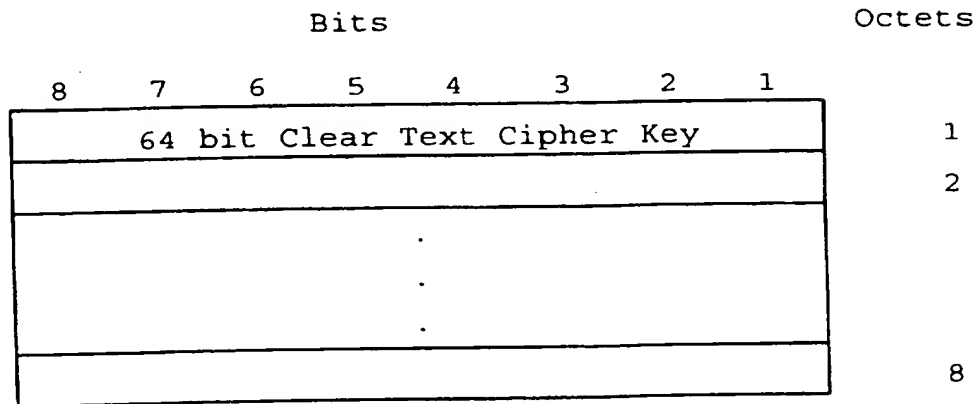 Bits Octets
8 7 6 5 4 3 2 1
64 bit Clear Text Cipher Key 1
2
.
.
.
8